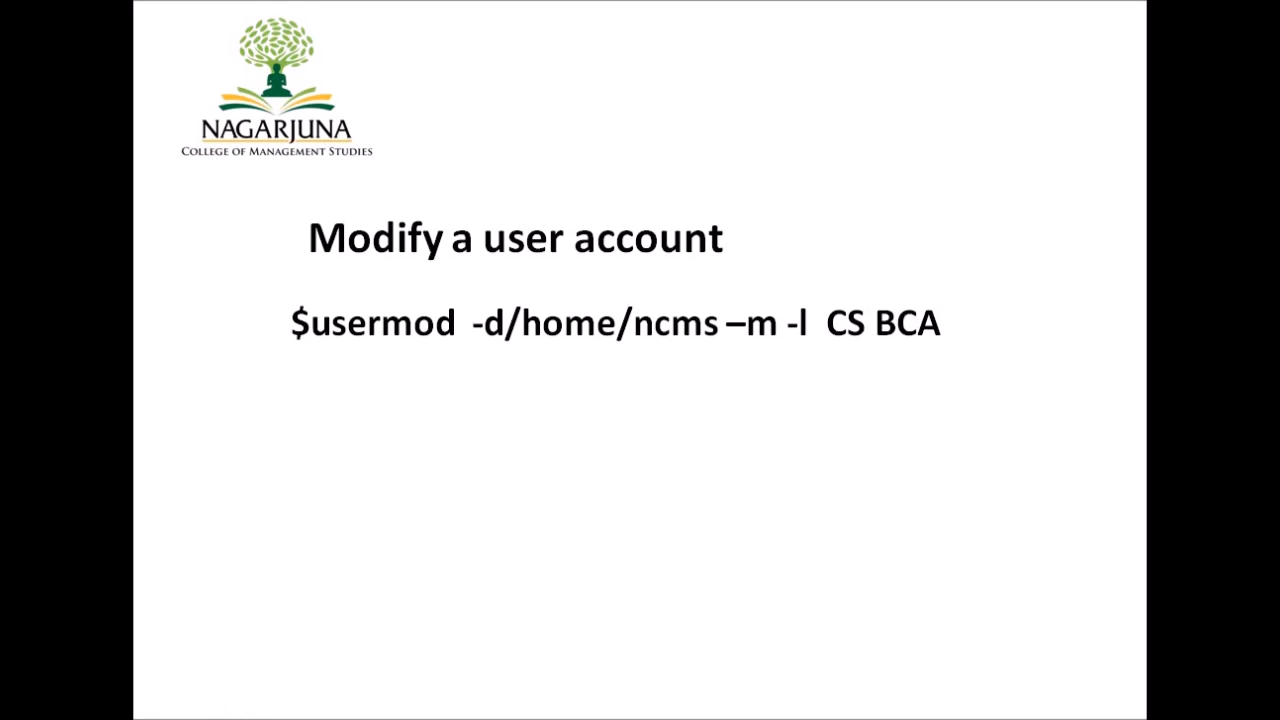 NAGARJUNA
COLLEGE OF MANAGEMENT STUDIES
Modify a user account
$usermod -d/home/ncms –m -l CS BCA